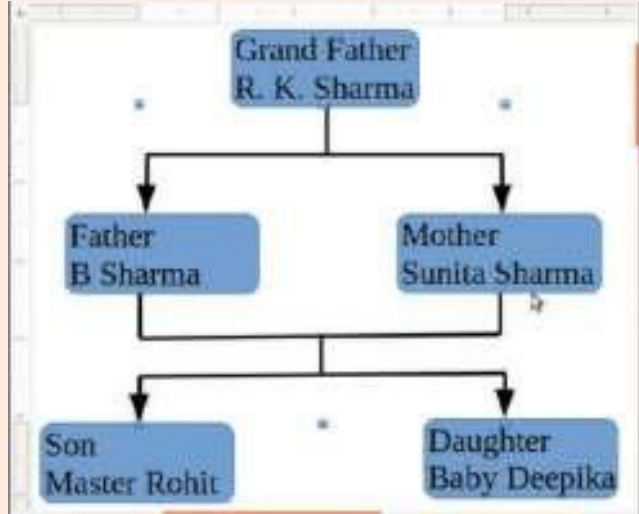 Grand Father
R. K. Sharma
Father
B Sharma
Mother
Sunita Sharma
Son
Master Rohit
Daughter
Baby Deepika